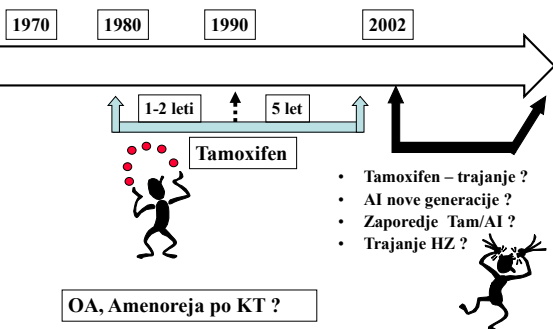 1970 1980 1990 2002
1-2 leti 5 let
Tamoxifen
• Tamoxifen – trajanje ?
• AI nove generacije ?
• Zaporedje Tam/AI ?
• Trajanje HZ ?
OA, Amenoreja po KT ?